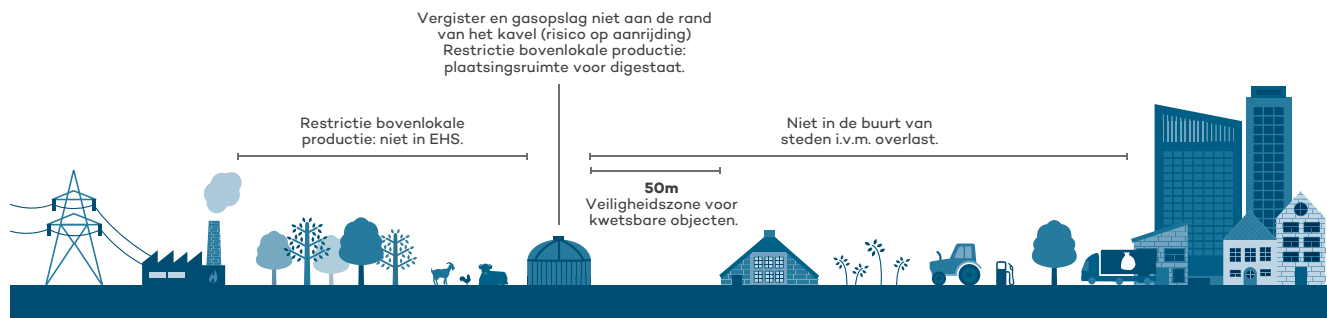 Vergister en gasopslag niet aan de rand
van het kavel (risico op aanrijding)
Restrictie bovenlokale productie:
plaatsingsruimte voor digestaat.
Restrictie bovenlokale
productie: niet in EHS.
Niet in de buurt van
steden i.v.m. overlast.
50m
Veiligheidszone voor
kwetsbare objecten.